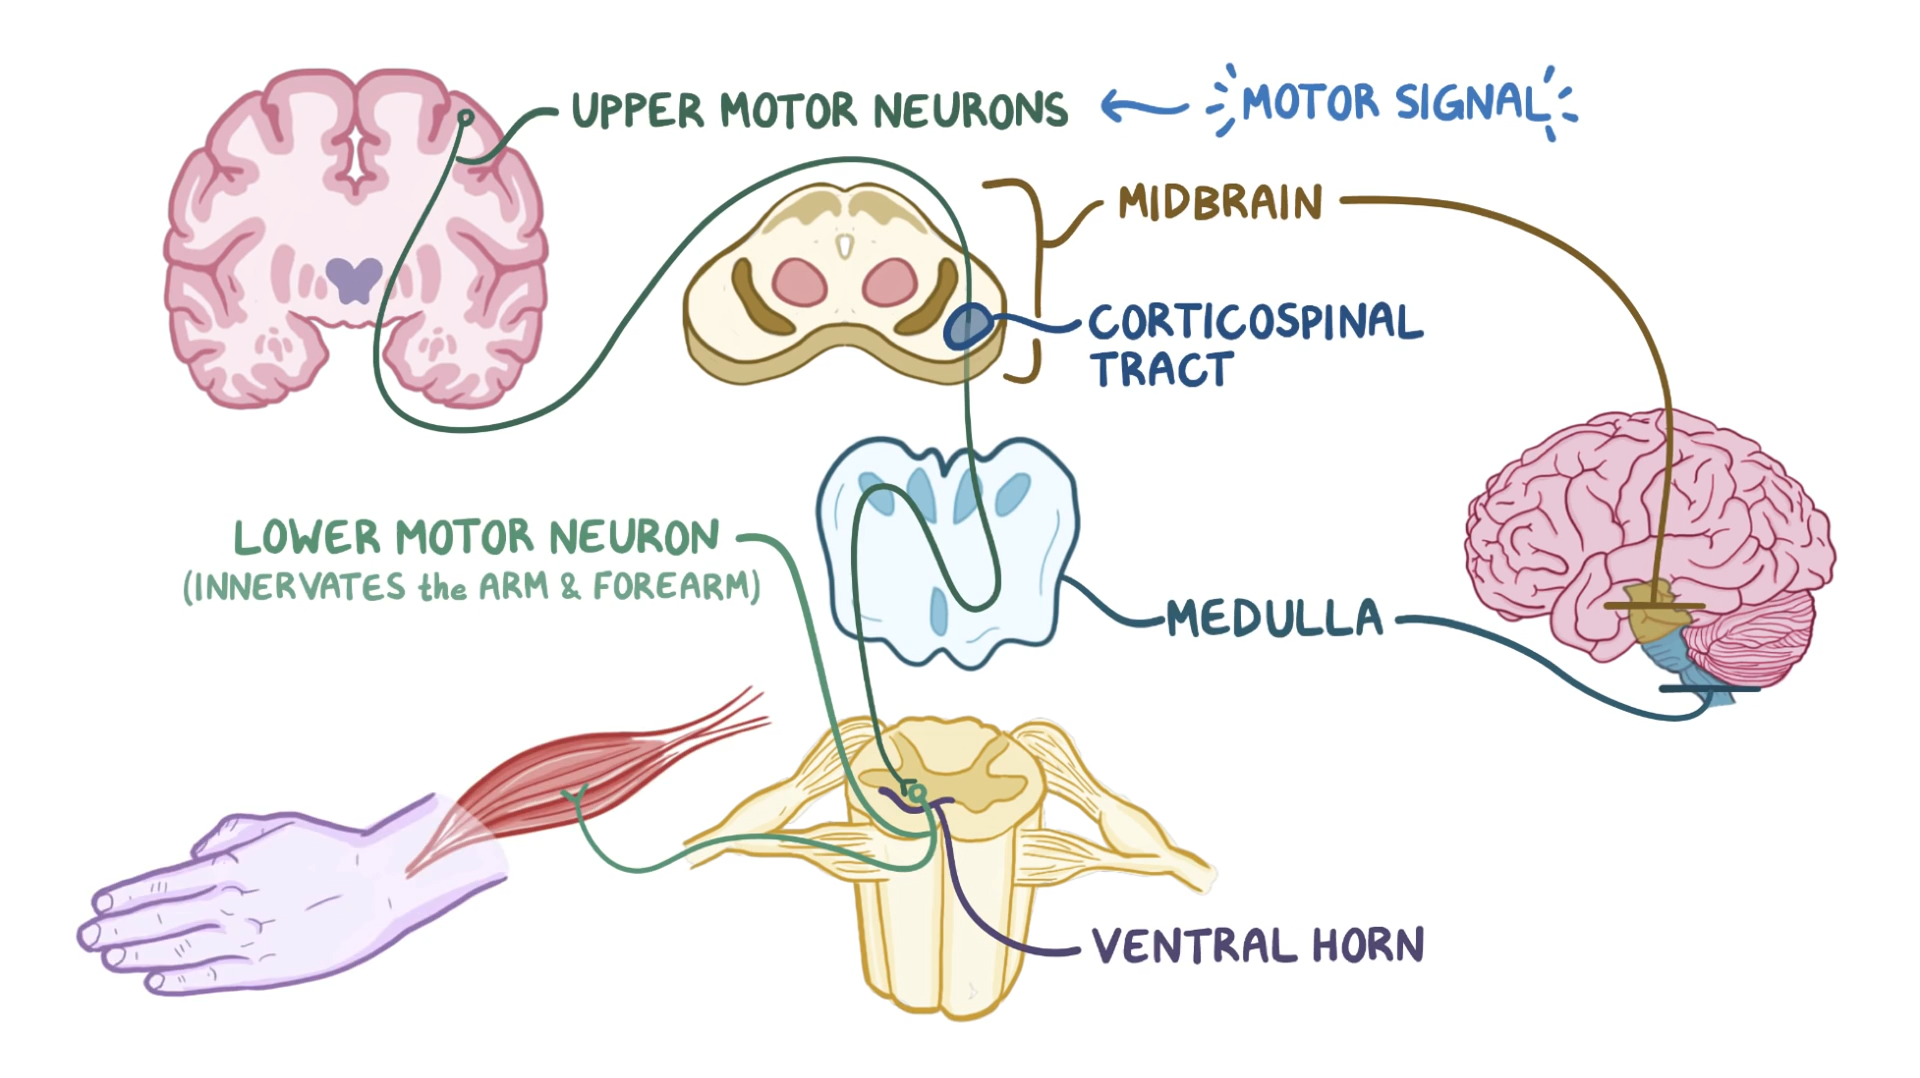 UPPER MOTOR NEURONS
MOTOR SIGNAL
MIDBRAIN
CORTICOSPINAL
TRACT
LOWER MOTOR NEURON
(INNERVATES the ARM & FOREARM)
MEDULLA
VENTRAL HORN